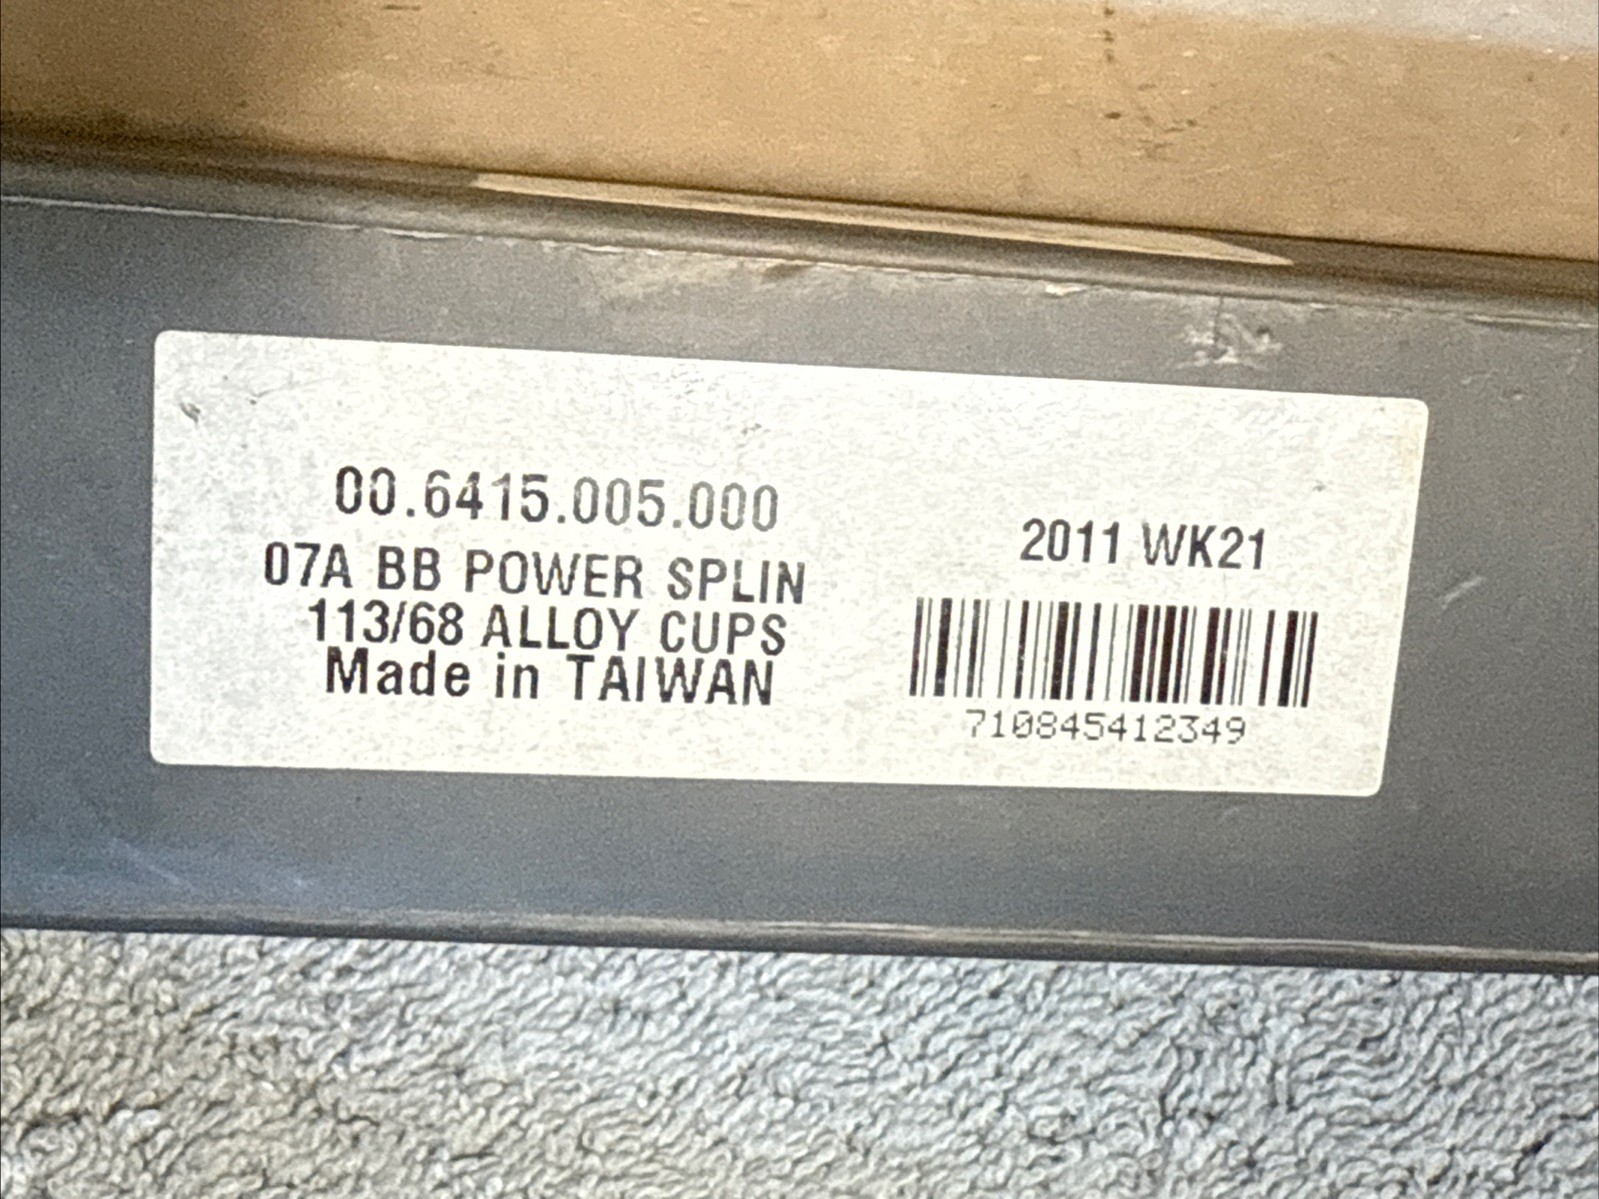 00.6415.005.000
07A BB POWER SPLIN
113/68 ALLOY CUPS
Made in TAIWAN
2011 WK21
710845412349